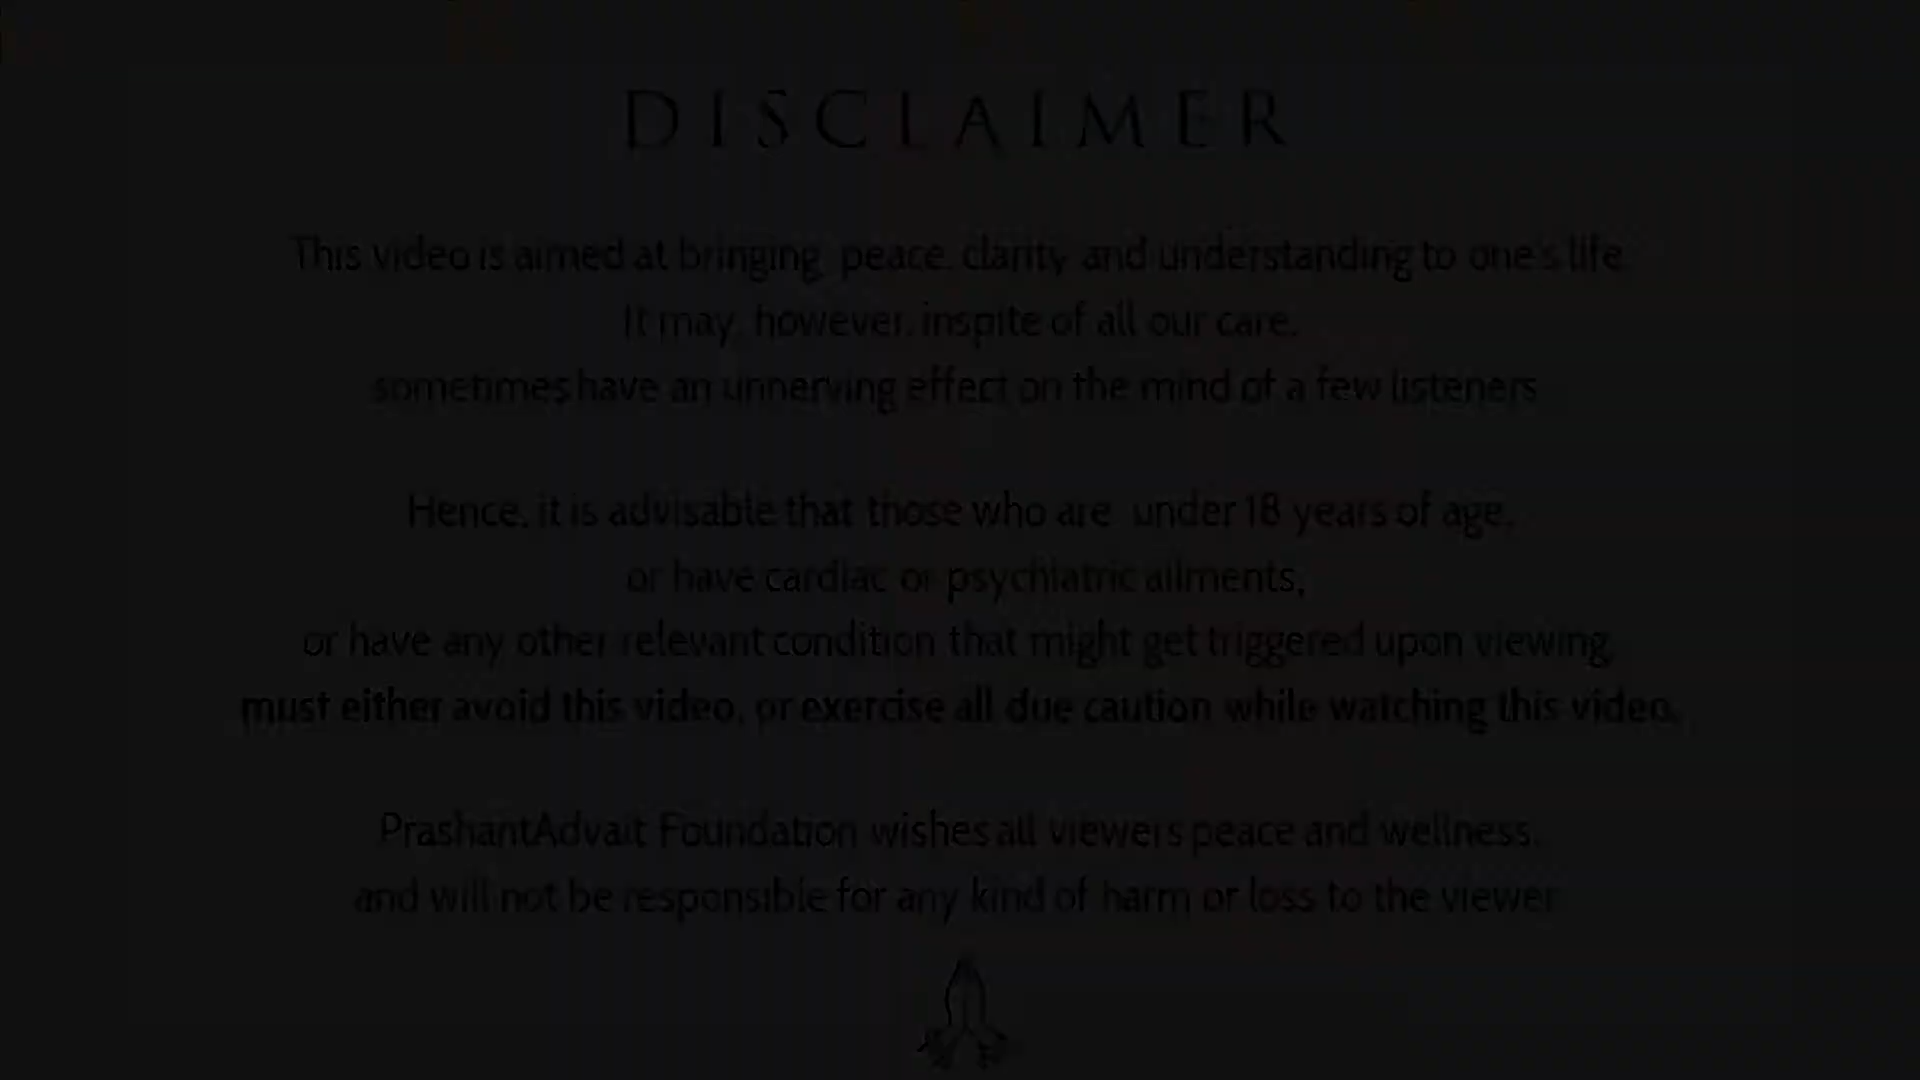 DISCLAIMER
This video is aimed at bringing peace, clarity and understanding to one's life.
It may, however, inspite of all our care,
sometimes have an unnerving effect on the mind of a few listeners
Hence, it is advisable that those who are under 18 years of age,
or have cardiac or psychiatric ailments,
or have any other relevant condition that might get triggered upon viewing,
must either avoid this video, or exercise all due caution while watching this video.
PrashantAdvait Foundation wishes all viewers peace and wellness,
and will not be responsible for any kind of harm or loss to the viewer